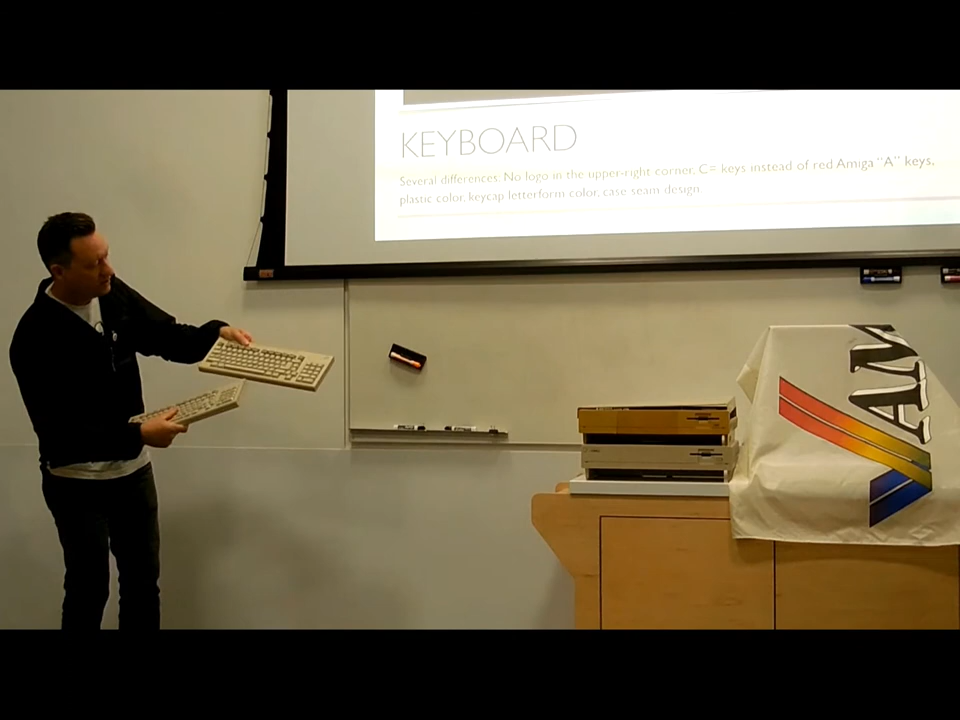 KEYBOARD
Several differences: No logo in the upper-right corner, C= keys instead of red Amiga "A" keys,
plastic color, keycap letterform color, case seam design.